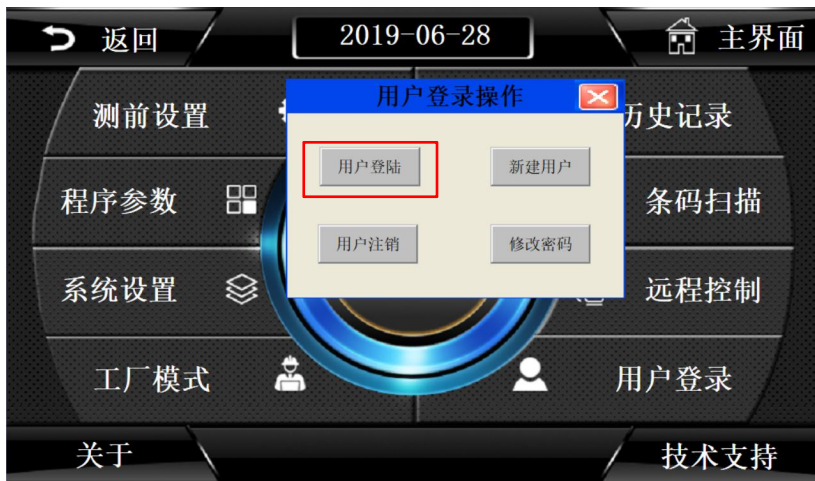 返回
2019-06-28
主界面
用户登录操作
测前设置
历史记录
用户登陆
新建用户
程序参数
条码扫描
用户注销
修改密码
系统设置
远程控制
工厂模式
用户登录
关于
技术支持